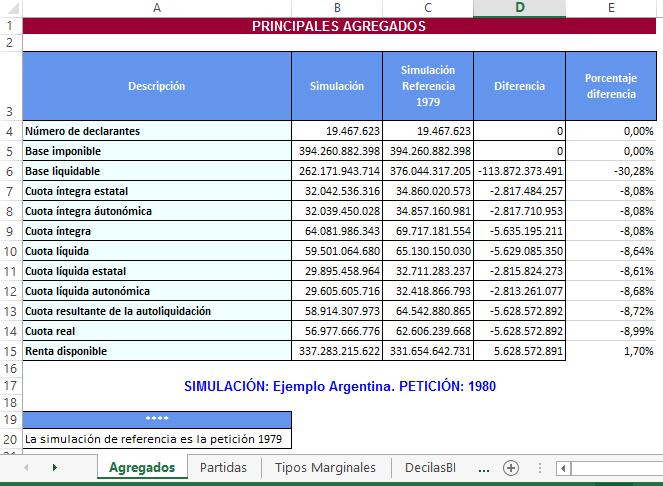 A B C D E
1 PRINCIPALES AGREGADOS
2
3 Descripción Simulación Simulación Referencia 1979 Diferencia Porcentaje diferencia
4 Número de declarantes 19.467.623 19.467.623 0 0,00%
5 Base imponible 394.260.882.398 394.260.882.398 0 0,00%
6 Base liquidable 262.171.943.714 376.044.317.205 -113.872.373.491 -30,28%
7 Cuota íntegra estatal 32.042.536.316 34.860.020.573 -2.817.484.257 -8,08%
8 Cuota íntegra áutonómica 32.039.450.028 34.857.160.981 -2.817.710.953 -8,08%
9 Cuota íntegra 64.081.986.343 69.717.181.554 -5.635.195.211 -8,08%
10 Cuota líquida 59.501.064.680 65.130.150.030 -5.629.085.350 -8,64%
11 Cuota líquida estatal 29.895.458.964 32.711.283.237 -2.815.824.273 -8,61%
12 Cuota líquida autonómica 29.605.605.716 32.418.866.793 -2.813.261.077 -8,68%
13 Cuota resultante de la autoliquidación 58.914.307.973 64.542.880.865 -5.628.572.892 -8,72%
14 Cuota real 56.977.666.776 62.606.239.668 -5.628.572.892 -8,99%
15 Renta disponible 337.283.215.622 331.654.642.731 5.628.572.891 1,70%
16
17 SIMULACIÓN: Ejemplo Argentina. PETICIÓN: 1980
18
19 ****
20 La simulación de referencia es la petición 1979
Agregados Partidas Tipos Marginales DecilasBI ...